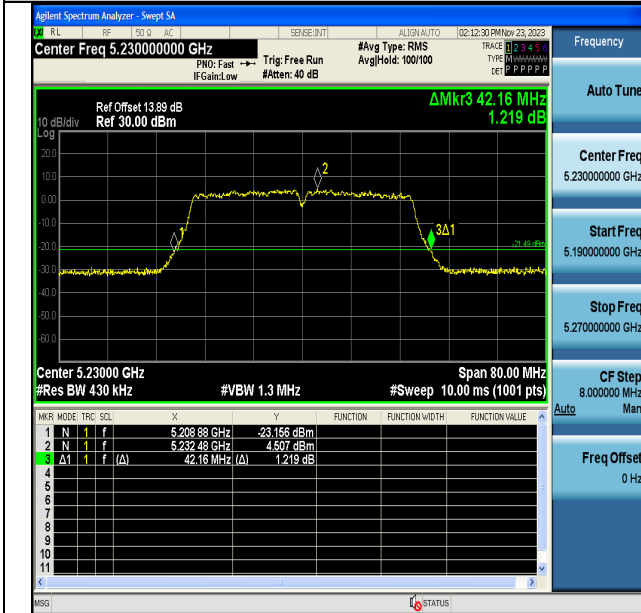 Agilent Spectrum Analyzer - Swept SA
RL RF 50 Ω AC SENSE:INT ALIGN AUTO 02:12:30 PM Nov 23, 2023
Center Freq 5.230000000 GHz #Avg Type: RMS TRACE 1 2 3 4 5 6
PNO: Fast Trig: Free Run Avg|Hold: 100/100 TYPE M
IFGain:Low #Atten: 40 dB DET P P P P P P
ΔMkr3 42.16 MHz
1.219 dB
Ref Offset 13.89 dB
10 dB/div Ref 30.00 dBm
Log
20.0
10.0
0.00
-10.0
-20.0
-30.0
-40.0
-50.0
-60.0
1
2
3Δ1
-21.49 dBm
Center 5.23000 GHz Span 80.00 MHz
#Res BW 430 kHz #VBW 1.3 MHz #Sweep 10.00 ms (1001 pts)
MKR MODE TRC SCL X Y FUNCTION FUNCTION WIDTH FUNCTION VALUE
1 N 1 f 5.208 88 GHz -23.156 dBm
2 N 1 f 5.232 48 GHz 4.507 dBm
3 Δ1 1 f (Δ) 42.16 MHz (Δ) 1.219 dB
4
5
6
7
8
9
10
11
MSG STATUS
Frequency
Auto Tune
Center Freq
5.230000000 GHz
Start Freq
5.190000000 GHz
Stop Freq
5.270000000 GHz
CF Step
8.000000 MHz
Auto Man
Freq Offset
0 Hz